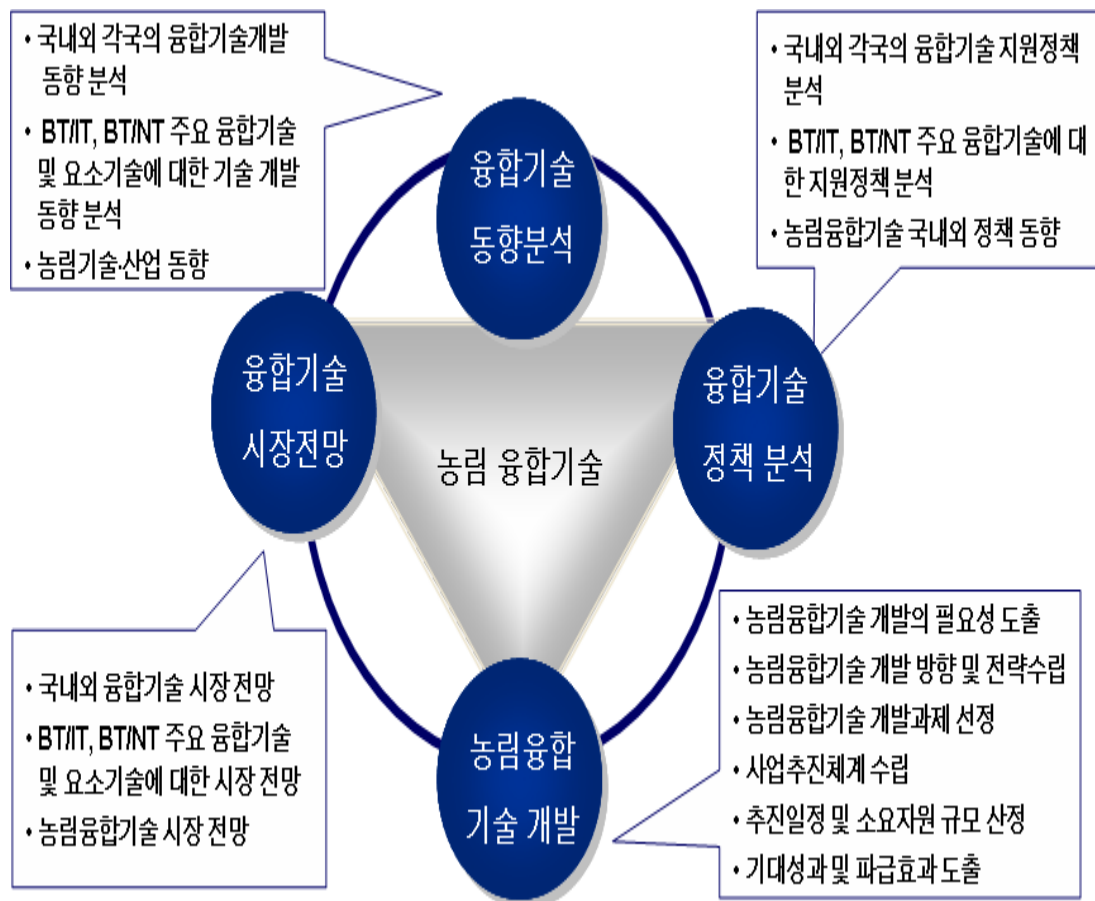 • 국내외 각국의 융합기술개발
동향 분석
• BT/IT, BT/NT 주요 융합기술
및 요소기술에 대한 기술 개발
동향 분석
• 농림기술·산업 동향
• 국내외 각국의 융합기술 지원정책
분석
• BT/IT, BT/NT 주요 융합기술에 대
한 지원정책 분석
• 농림융합기술 국내외 정책 동향
융합기술
동향분석
융합기술
시장전망
융합기술
정책 분석
농림 융합기술
• 국내외 융합기술 시장 전망
• BT/IT, BT/NT 주요 융합기술
및 요소기술에 대한 시장 전망
• 농림융합기술 시장 전망
농림융합
기술 개발
• 농림융합기술 개발의 필요성 도출
• 농림융합기술 개발 방향 및 전략수립
• 농림융합기술 개발과제 선정
• 사업추진체계 수립
• 추진일정 및 소요자원 규모 산정
• 기대성과 및 파급효과 도출